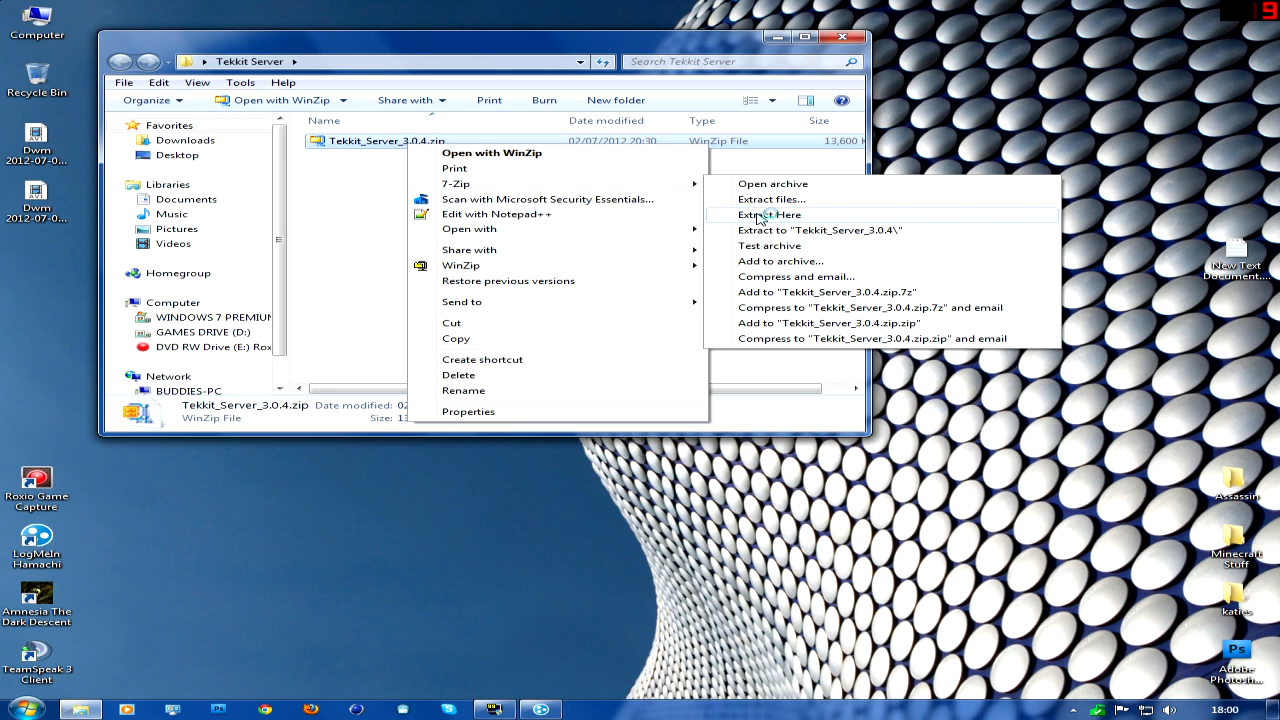 19
Computer
Recycle Bin
Dwm
2012-07-0...
Dwm
2012-07-0...
Roxio Game
Capture
LogMeIn
Hamachi
Amnesia The
Dark Descent
TeamSpeak 3
Client
Tekkit Server
Search Tekkit Server
File Edit View Tools Help
Organize Open with WinZip Share with Print Burn New folder
Name Date modified Type Size
Tekkit_Server_3.0.4.zip 02/07/2012 20:30 WinZip File 13,600 K
Favorites
Downloads
Desktop
Libraries
Documents
Music
Pictures
Videos
Homegroup
Computer
WINDOWS 7 PREMIUM
GAMES DRIVE (D:)
DVD RW Drive (E:) Rox
Network
BUDDIES-PC
Tekkit_Server_3.0.4.zip Date modified: 02
WinZip File Size: 13
Open with WinZip
Print
7-Zip
Scan with Microsoft Security Essentials...
Edit with Notepad++
Open with
Share with
WinZip
Restore previous versions
Send to
Cut
Copy
Create shortcut
Delete
Rename
Properties
Open archive
Extract files...
Extract Here
Extract to "Tekkit_Server_3.0.4\"
Test archive
Add to archive...
Compress and email...
Add to "Tekkit_Server_3.0.4.zip.7z"
Compress to "Tekkit_Server_3.0.4.zip.7z" and email
Add to "Tekkit_Server_3.0.4.zip.zip"
Compress to "Tekkit_Server_3.0.4.zip.zip" and email
New Text
Document....
Assassin
Minecraft
Stuff
katies
Ps
Adobe
Photosh...
Ps
18:00